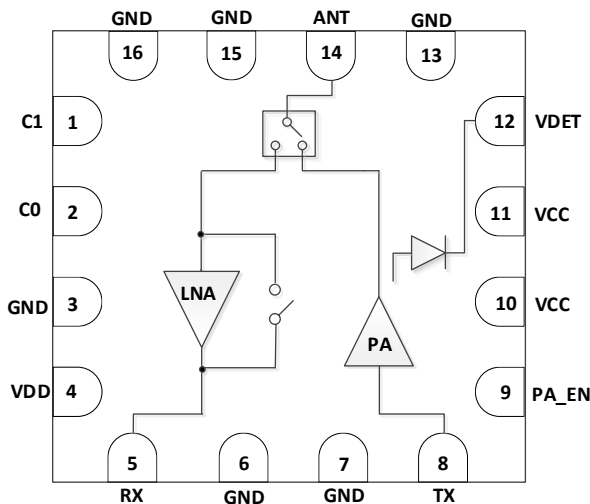 GND GND ANT GND
16 15 14 13
C1 1 12 VDET
C0 2 11 VCC
LNA
GND 3 10 VCC
PA
VDD 4 9 PA_EN
5 6 7 8
RX GND GND TX